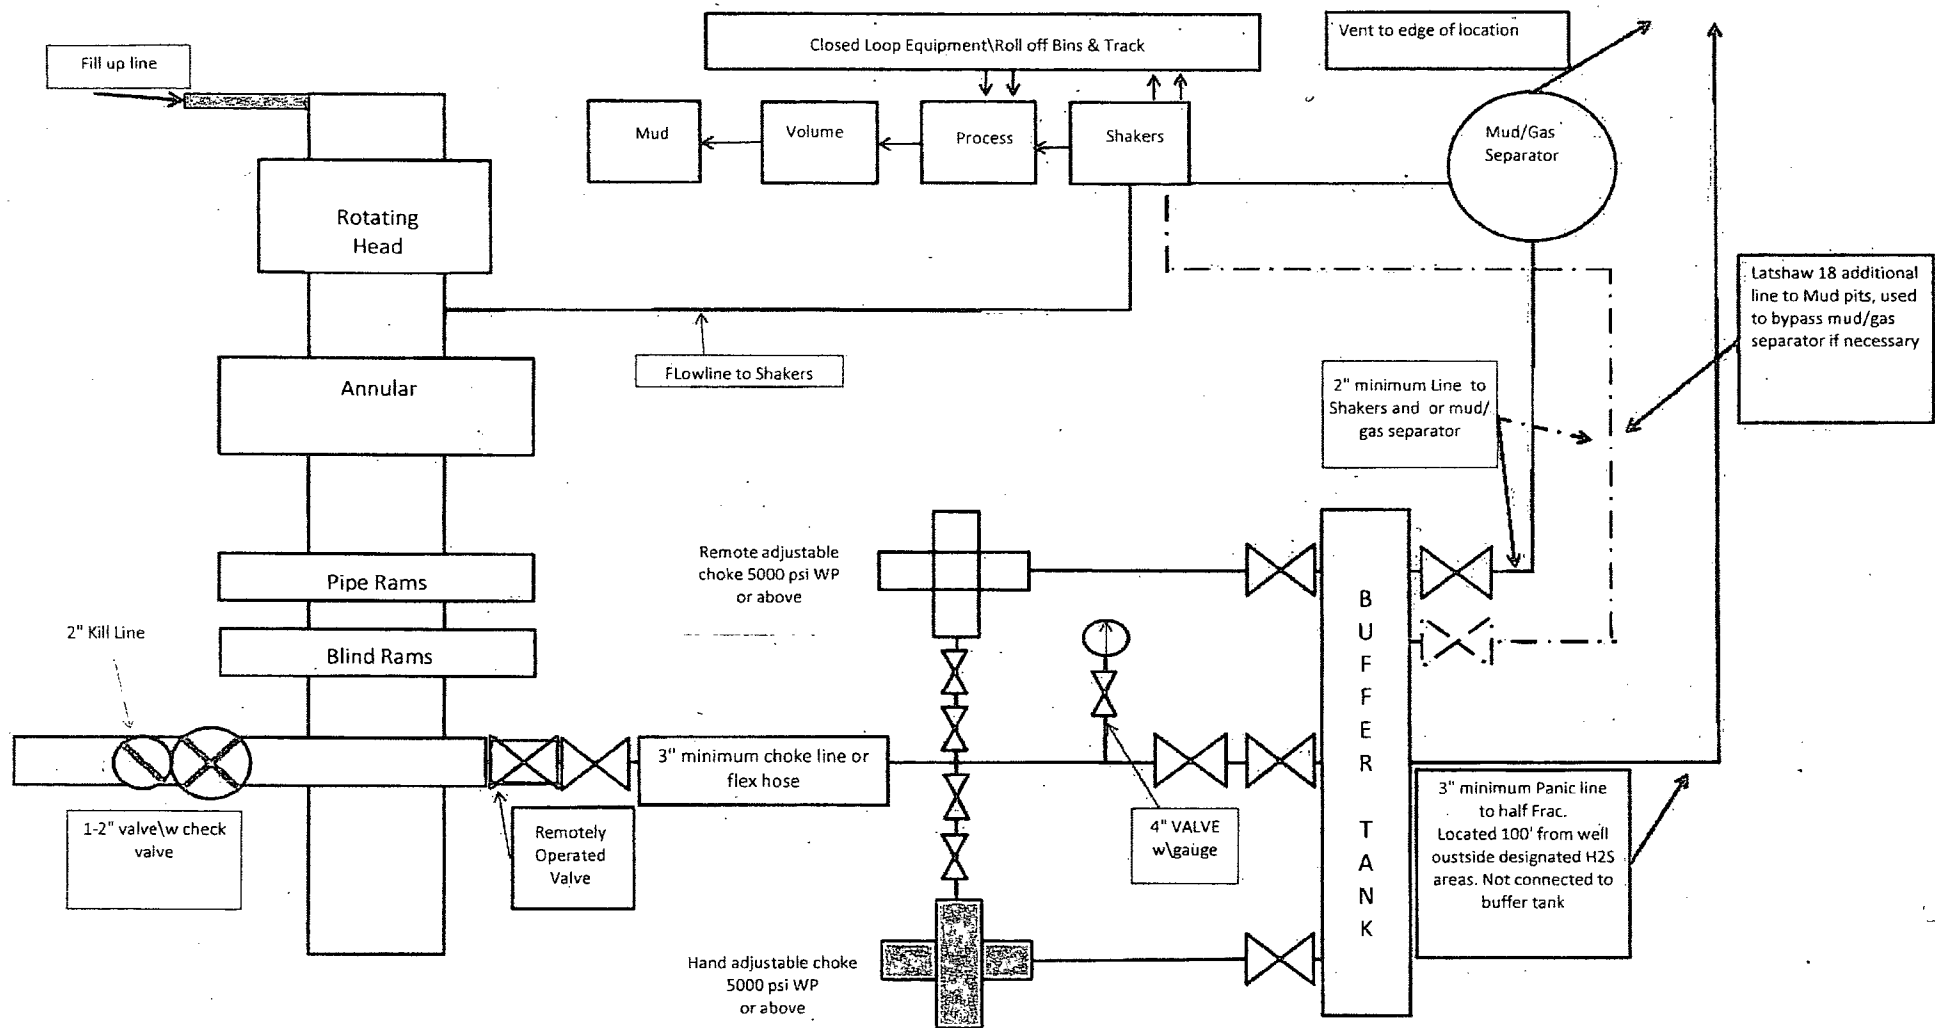 Fill up line
Closed Loop Equipment\Roll off Bins & Track
Vent to edge of location
Mud
Volume
Process
Shakers
Mud/Gas
Separator
Rotating
Head
Latshaw 18 additional
line to Mud pits, used
to bypass mud/gas
separator if necessary
FLowline to Shakers
Annular
2" minimum Line to
Shakers and or mud/
gas separator
Remote adjustable
choke 5000 psi WP
or above
Pipe Rams
Blind Rams
2" Kill Line
B
U
F
F
E
R
T
A
N
K
3" minimum choke line or
flex hose
1-2" valve\w check
valve
Remotely
Operated
Valve
4" VALVE
w\gauge
3" minimum Panic line
to half Frac.
Located 100' from well
oustside designated H2S
areas. Not connected to
buffer tank
Hand adjustable choke
5000 psi WP
or above